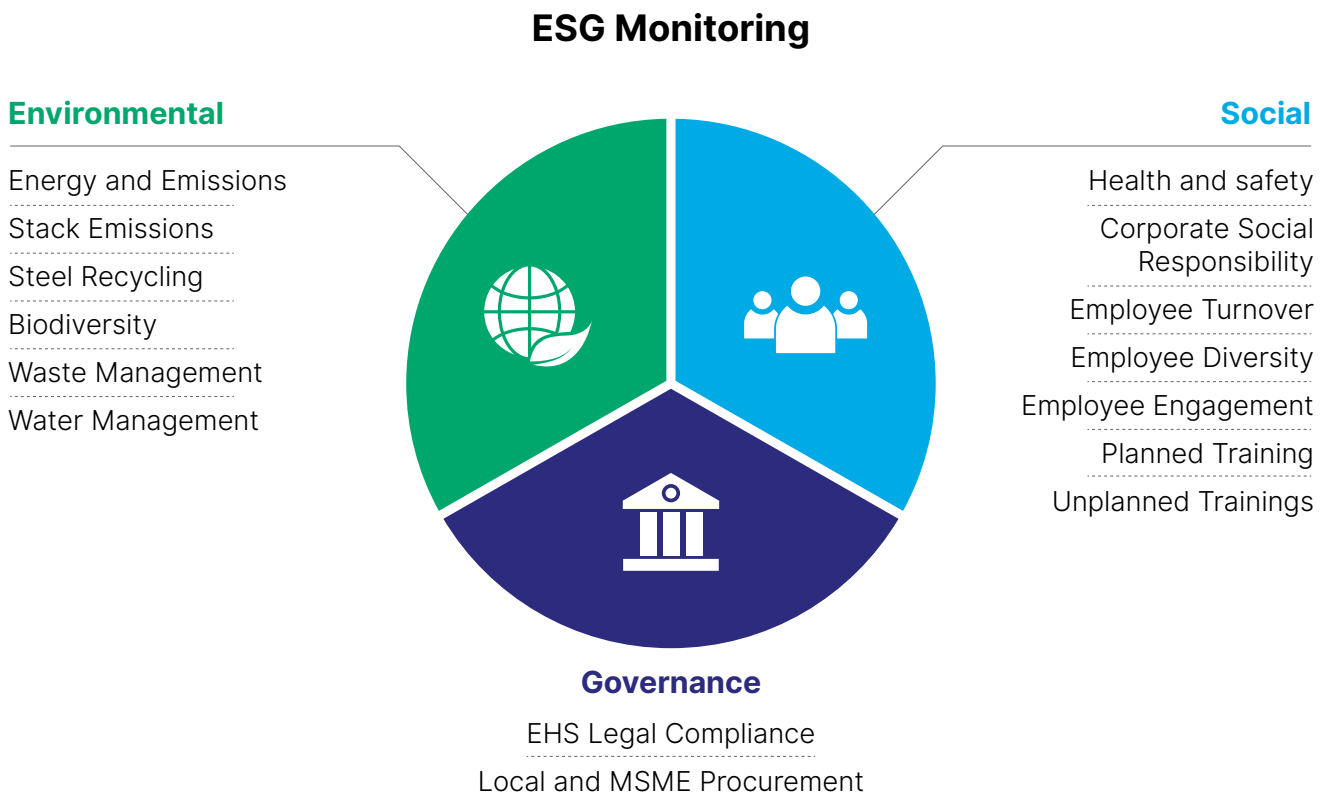 ESG Monitoring
Environmental
Energy and Emissions
Stack Emissions
Steel Recycling
Biodiversity
Waste Management
Water Management
Social
Health and safety
Corporate Social
Responsibility
Employee Turnover
Employee Diversity
Employee Engagement
Planned Training
Unplanned Trainings
Governance
EHS Legal Compliance
Local and MSME Procurement